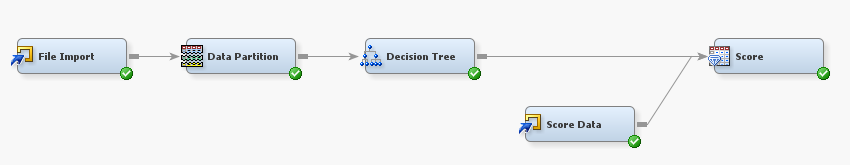 File Import
Data Partition
Decision Tree
Score
Score Data